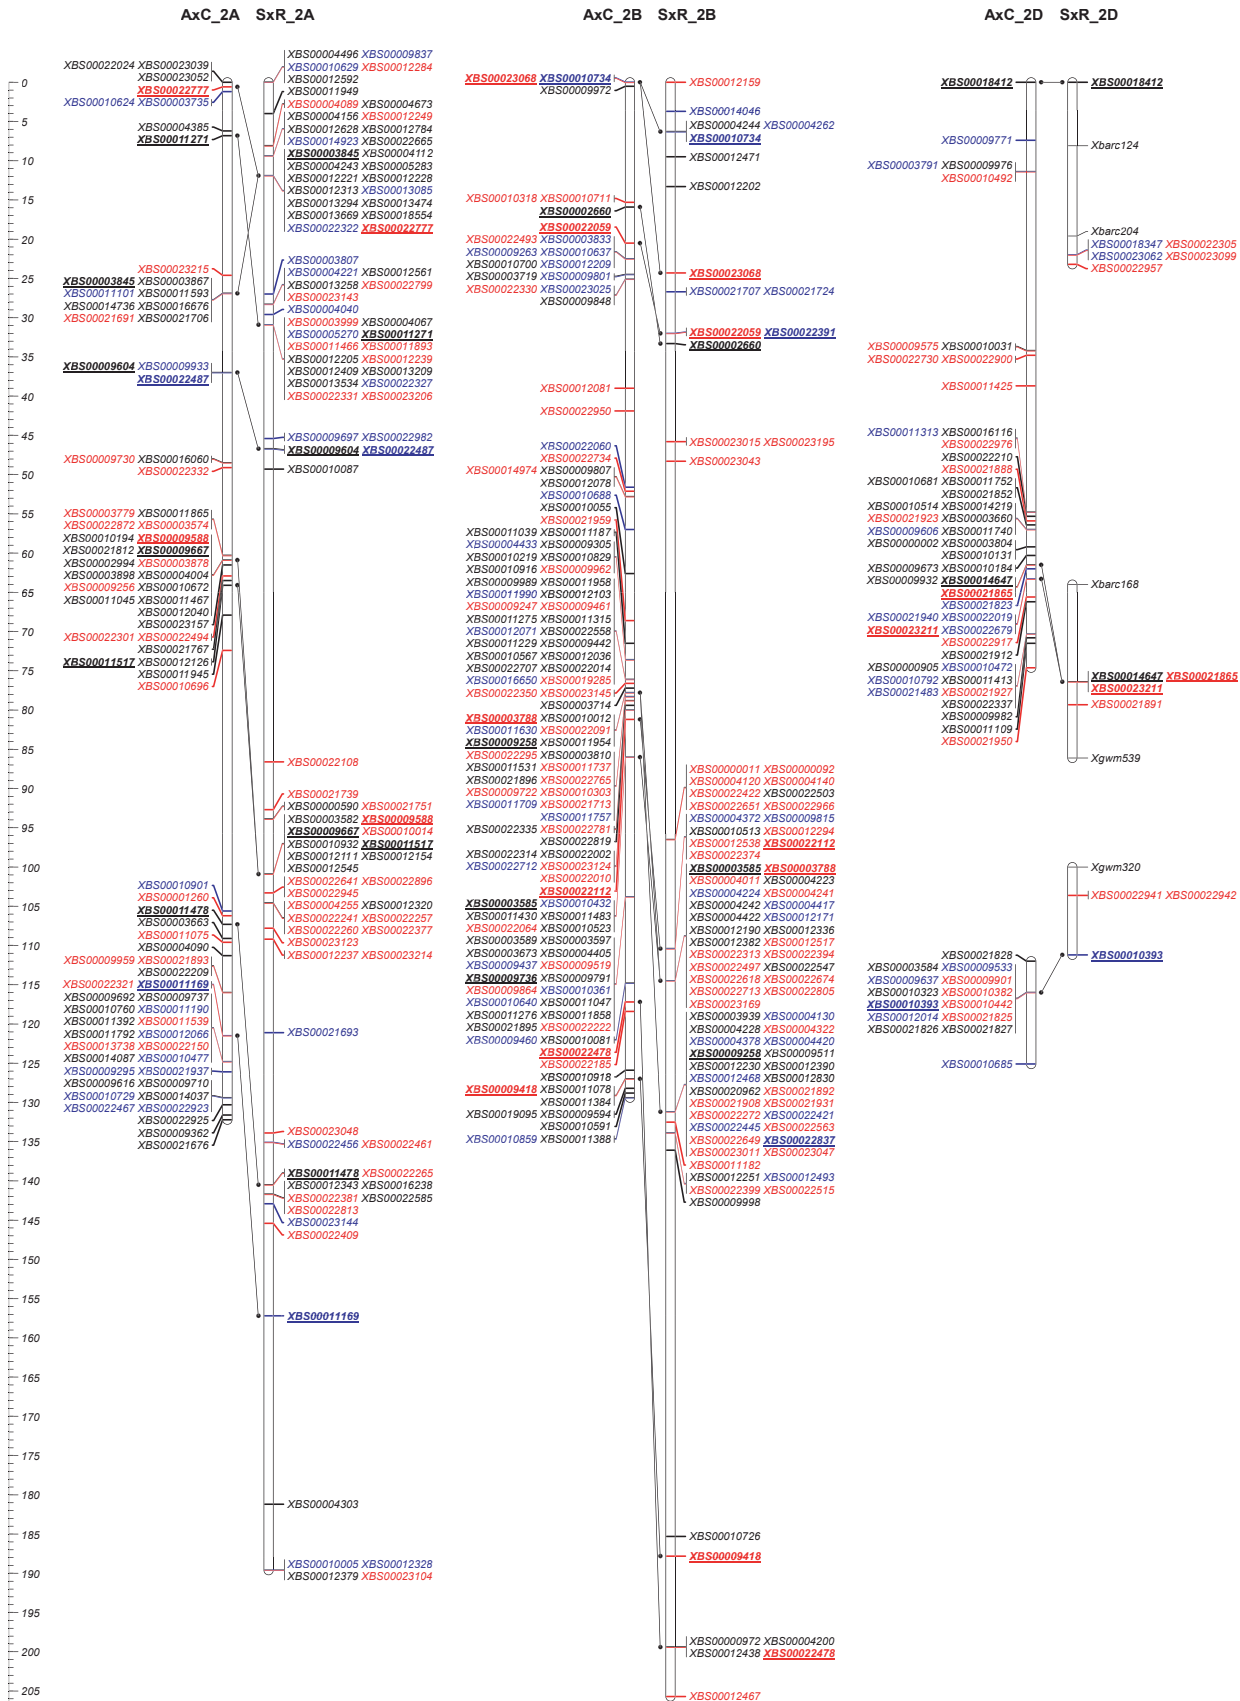 AxC_2A SxR_2A
AxC_2B SxR_2B
AxC_2D SxR_2D
0
5
10
15
20
25
30
35
40
45
50
55
60
65
70
75
80
85
90
95
100
105
110
115
120
125
130
135
140
145
150
155
160
165
170
175
180
185
190
195
200
205
XBS00022024 XBS00023039
XBS00023052
XBS00022777
XBS00010624 XBS00003735
XBS00004385
XBS00011271
XBS00023215
XBS00003845 XBS00003867
XBS00011101 XBS00011593
XBS00014736 XBS00016676
XBS00021691 XBS00021706
XBS00009604 XBS00009933
XBS00022487
XBS00009730 XBS00016060
XBS00022332
XBS00003779 XBS00011865
XBS00022872 XBS00003574
XBS00010194 XBS00009588
XBS00021812 XBS00009667
XBS00002994 XBS00003878
XBS00003898 XBS00004004
XBS00009256 XBS00010672
XBS00011045 XBS00011467
XBS00012040
XBS00023157
XBS00022301 XBS00022494
XBS00021767
XBS00011517 XBS00012126
XBS00011945
XBS00010696
XBS00010901
XBS00001260
XBS00011478
XBS00003663
XBS00011075
XBS00004090
XBS00009959 XBS00021893
XBS00022209
XBS00022321 XBS00011169
XBS00009692 XBS00009737
XBS00010760 XBS00011190
XBS00011392 XBS00011539
XBS00011792 XBS00012066
XBS00013738 XBS00022150
XBS00014087 XBS00010477
XBS00009295 XBS00021937
XBS00009616 XBS00009710
XBS00010729 XBS00014037
XBS00022467 XBS00022923
XBS00022925
XBS00009362
XBS00021676
XBS00004496 XBS00009837
XBS00010629 XBS00012284
XBS00012592
XBS00011949
XBS00004089 XBS00004673
XBS00004156 XBS00012249
XBS00012628 XBS00012784
XBS00014923 XBS00022665
XBS00003845 XBS00004112
XBS00004243 XBS00005283
XBS00012221 XBS00012228
XBS00012313 XBS00013085
XBS00013294 XBS00013474
XBS00013669 XBS00018554
XBS00022322 XBS00022777
XBS00003807
XBS00004221 XBS00012561
XBS00013258 XBS00022799
XBS00023143
XBS00004040
XBS00003999 XBS00004067
XBS00005270 XBS00011271
XBS00011466 XBS00011893
XBS00012205 XBS00012239
XBS00012409 XBS00013209
XBS00013534 XBS00022327
XBS00022331 XBS00023206
XBS00009697 XBS00022982
XBS00009604 XBS00022487
XBS00010087
XBS00022108
XBS00021739
XBS00000590 XBS00021751
XBS00003582 XBS00009588
XBS00009667 XBS00010014
XBS00010932 XBS00011517
XBS00012111 XBS00012154
XBS00012545
XBS00022641 XBS00022896
XBS00022945
XBS00004255 XBS00012320
XBS00022241 XBS00022257
XBS00022260 XBS00022377
XBS00023123
XBS00012237 XBS00023214
XBS00021693
XBS00023048
XBS00022456 XBS00022461
XBS00011478 XBS00022265
XBS00012343 XBS00016238
XBS00022381 XBS00022585
XBS00022813
XBS00023144
XBS00022409
XBS00011169
XBS00004303
XBS00010005 XBS00012328
XBS00012379 XBS00023104
XBS00023068 XBS00010734
XBS00009972
XBS00010318 XBS00010711
XBS00002660
XBS00022059
XBS00022493 XBS00003833
XBS00009263 XBS00010637
XBS00010700 XBS00012209
XBS00003719 XBS00009801
XBS00022330 XBS00023025
XBS00009848
XBS00012081
XBS00022950
XBS00022060
XBS00022734
XBS00014974 XBS00009807
XBS00012078
XBS00010688
XBS00010055
XBS00021959
XBS00011039 XBS00011187
XBS00004433 XBS00009305
XBS00010219 XBS00010829
XBS00010916 XBS00009962
XBS00009989 XBS00011958
XBS00011990 XBS00012103
XBS00009247 XBS00009461
XBS00011275 XBS00011315
XBS00012071 XBS00022558
XBS00011229 XBS00009442
XBS00010567 XBS00012036
XBS00022707 XBS00022014
XBS00016650 XBS00019285
XBS00022350 XBS00023145
XBS00003714
XBS00003788 XBS00010012
XBS00011630 XBS00022091
XBS00009258 XBS00011954
XBS00022295 XBS00003810
XBS00011531 XBS00011737
XBS00021896 XBS00022765
XBS00009722 XBS00010303
XBS00011709 XBS00021713
XBS00011757
XBS00022335 XBS00022781
XBS00022819
XBS00022314 XBS00022002
XBS00022712 XBS00023124
XBS00022010
XBS00022112
XBS00003585 XBS00010432
XBS00011430 XBS00011483
XBS00022064 XBS00010523
XBS00003589 XBS00003597
XBS00003673 XBS00004405
XBS00009437 XBS00009519
XBS00009736 XBS00009791
XBS00009864 XBS00010361
XBS00010640 XBS00011047
XBS00011276 XBS00011858
XBS00021895 XBS00022222
XBS00009460 XBS00010081
XBS00022478
XBS00022185
XBS00010918
XBS00009418 XBS00011078
XBS00011384
XBS00019095 XBS00009594
XBS00010591
XBS00010859 XBS00011388
XBS00012159
XBS00014046
XBS00004244 XBS00004262
XBS00010734
XBS00012471
XBS00012202
XBS00023068
XBS00021707 XBS00021724
XBS00022059 XBS00022391
XBS00002660
XBS00023015 XBS00023195
XBS00023043
XBS00000011 XBS00000092
XBS00004120 XBS00004140
XBS00022422 XBS00022503
XBS00022651 XBS00022966
XBS00004372 XBS00009815
XBS00010513 XBS00012294
XBS00012538 XBS00022112
XBS00022374
XBS00003585 XBS00003788
XBS00004011 XBS00004223
XBS00004224 XBS00004241
XBS00004242 XBS00004417
XBS00004422 XBS00012171
XBS00012190 XBS00012336
XBS00012382 XBS00012517
XBS00022313 XBS00022394
XBS00022497 XBS00022547
XBS00022618 XBS00022674
XBS00022713 XBS00022805
XBS00023169
XBS00003939 XBS00004130
XBS00004228 XBS00004322
XBS00004378 XBS00004420
XBS00009258 XBS00009511
XBS00012230 XBS00012390
XBS00012468 XBS00012830
XBS00020962 XBS00021892
XBS00021908 XBS00021931
XBS00022272 XBS00022421
XBS00022445 XBS00022563
XBS00022649 XBS00022837
XBS00023011 XBS00023047
XBS00011182
XBS00012251 XBS00012493
XBS00022399 XBS00022515
XBS00009998
XBS00010726
XBS00009418
XBS00000972 XBS00004200
XBS00012438 XBS00022478
XBS00012467
XBS00018412
XBS00009771
XBS00003791 XBS00009976
XBS00010492
XBS00009575 XBS00010031
XBS00022730 XBS00022900
XBS00011425
XBS00011313 XBS00016116
XBS00022976
XBS00022210
XBS00021888
XBS00010681 XBS00011752
XBS00021852
XBS00010514 XBS00014219
XBS00021923 XBS00003660
XBS00009606 XBS00011740
XBS00000002 XBS00003804
XBS00010131
XBS00009673 XBS00010184
XBS00009932 XBS00014647
XBS00021865
XBS00021823
XBS00021940 XBS00022019
XBS00023211 XBS00022679
XBS00022917
XBS00021912
XBS00000905 XBS00010472
XBS00010792 XBS00011413
XBS00021483 XBS00021927
XBS00022337
XBS00009982
XBS00011109
XBS00021950
XBS00021828
XBS00003584 XBS00009533
XBS00009637 XBS00009901
XBS00010323 XBS00010382
XBS00010393 XBS00010442
XBS00012014 XBS00021825
XBS00021826 XBS00021827
XBS00010685
XBS00018412
Xbarc124
Xbarc204
XBS00018347 XBS00022305
XBS00023062 XBS00023099
XBS00022957
Xbarc168
XBS00014647 XBS00021865
XBS00023211
XBS00021891
Xgwm539
Xgwm320
XBS00022941 XBS00022942
XBS00010393